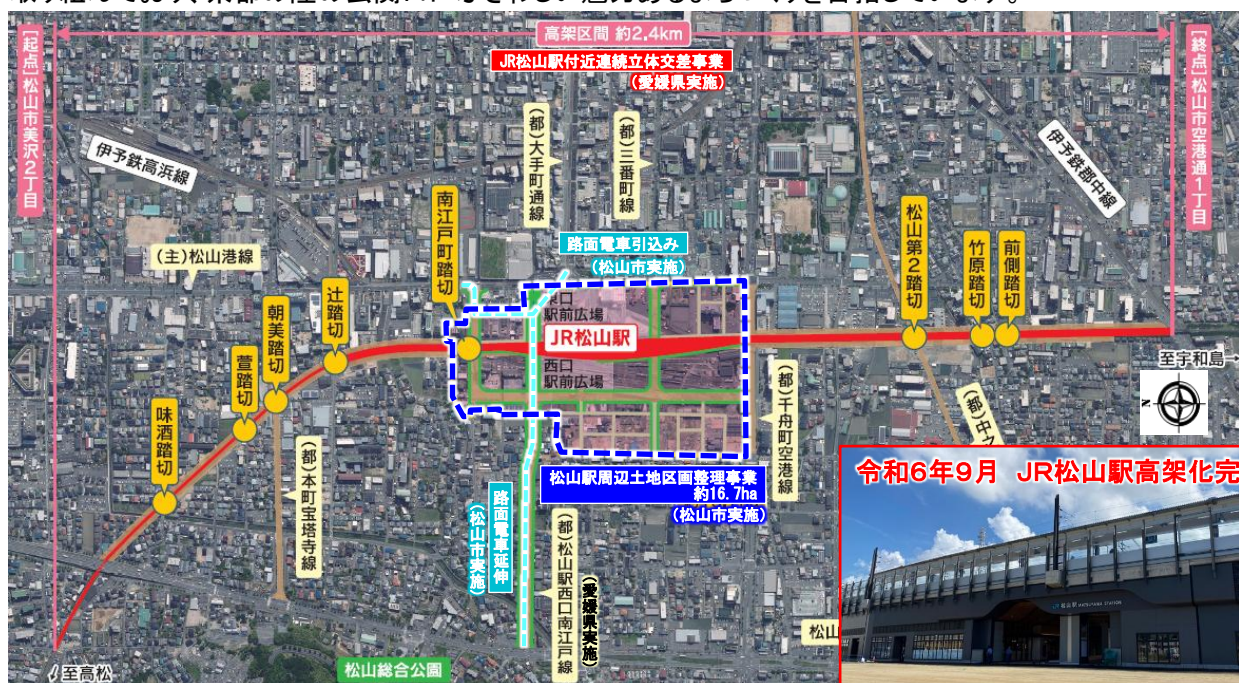 高架区間 約2.4km
JR松山駅付近連続立体交差事業
(愛媛県実施)
[起点]松山市美沢2丁目
[終点]松山市空港通1丁目
伊予鉄高浜線
(都)大手町通線
(都)三番町線
伊予鉄郡中線
(主)松山港線
南江戸町踏切
路面電車引込み
(松山市実施)
松山第2踏切
竹原踏切
前側踏切
辻踏切
朝美踏切
萱踏切
味酒踏切
駅前広場
JR松山駅
西口
駅前広場
至宇和島
N
(都)本町宝塔寺線
(都)千舟町空港線
松山駅周辺土地区画整理事業
約16.7ha
(松山市実施)
路面電車延伸
(松山市実施)
(都)松山駅西口南江戸線
(愛媛県実施)
松山総合公園
至高松
松山
令和6年9月 JR松山駅高架化完
松山駅 MATSUYAMA STATION